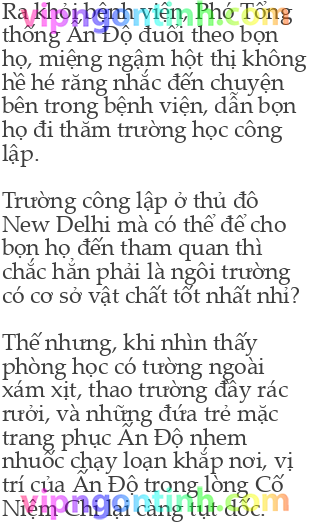 Ra khỏi bệnh viện, Phó Tổng
thống Ấn Độ đuổi theo bọn
họ, miệng ngậm hột thị không
hề hé răng nhắc đến chuyện
bên trong bệnh viện, dẫn bọn
họ đi thăm trường học công
lập.
Trường công lập ở thủ đô
New Delhi mà có thể để cho
bọn họ đến tham quan thì
chắc hẳn phải là ngôi trường
có cơ sở vật chất tốt nhất nhỉ?
Thế nhưng, khi nhìn thấy
phòng học có tường ngoài
xám xịt, thao trường đầy rác
rưởi, và những đứa trẻ mặc
trang phục Ấn Độ nhem
nhuốc chạy loạn khắp nơi, vị
trí của Ấn Độ trong lòng Cố
Niệm Chi lại càng tụt dốc.
vipngontinh.com
vipngontinh.com